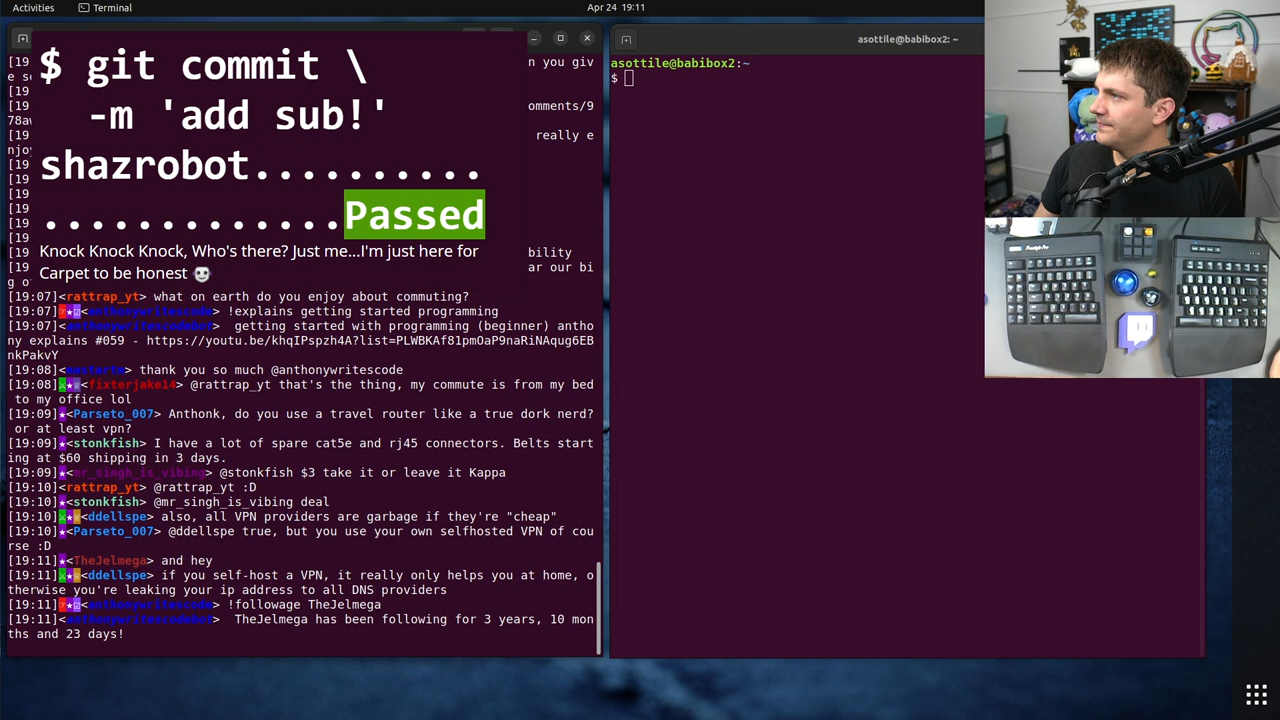 Activities
Terminal
Apr 24 19:11
$ git commit \
-m 'add sub!'
shazrobot..........
.............Passed
Knock Knock Knock, Who's there? Just me...I'm just here for
Carpet to be honest 💀
n you giv
omments/9
really e
bility
ar our bi
[19:07]<rattrap_yt> what on earth do you enjoy about commuting?
[19:07]<anthonywritescode> !explains getting started programming
[19:07]<anthonywritescodebot> getting started with programming (beginner) antho
ny explains #059 - https://youtu.be/khqIPspzh4A?list=PLWBKAf81pmOaP9naRiNAqug6EB
nkPakvY
[19:08] thank you so much @anthonywritescode
[19:08]<fixterjake14> @rattrap_yt that's the thing, my commute is from my bed
to my office lol
[19:09]★<Parseto_007> Anthonk, do you use a travel router like a true dork nerd?
or at least vpn?
[19:09]★<stonkfish> I have a lot of spare cat5e and rj45 connectors. Belts start
ing at $60 shipping in 3 days.
[19:09]★<mr_singh_is_vibing> @stonkfish $3 take it or leave it Kappa
[19:10]<rattrap_yt> @rattrap_yt :D
[19:10]★<stonkfish> @mr_singh_is_vibing deal
[19:10]<ddellspe> also, all VPN providers are garbage if they're "cheap"
[19:10]★<Parseto_007> @ddellspe true, but you use your own selfhosted VPN of cou
rse :D
[19:11]★<TheJelmega> and hey
[19:11]<ddellspe> if you self-host a VPN, it really only helps you at home, o
therwise you're leaking your ip address to all DNS providers
[19:11]<anthonywritescode> !followage TheJelmega
[19:11]<anthonywritescodebot> TheJelmega has been following for 3 years, 10 mon
ths and 23 days!
asottile@babibox2: ~
asottile@babibox2:~
$